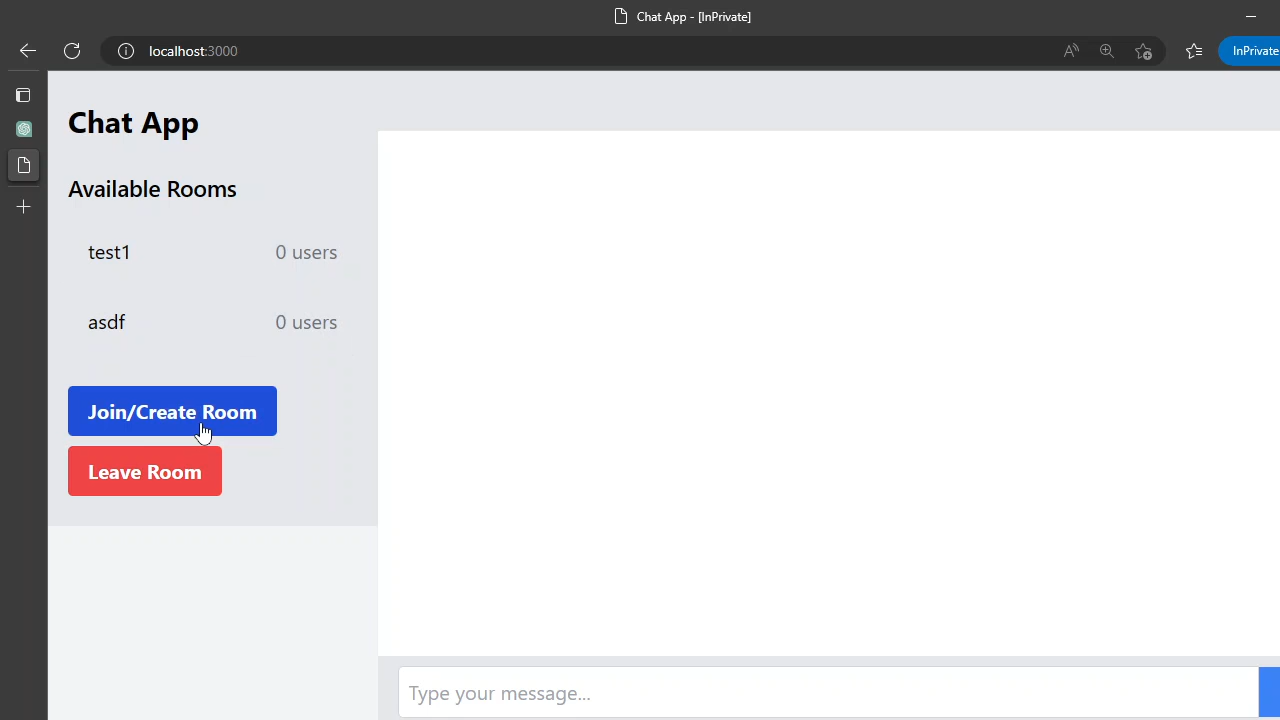 Chat App - [InPrivate]
localhost:3000
InPrivate
Chat App
Available Rooms
test1 0 users
asdf 0 users
Join/Create Room
Leave Room
Type your message...